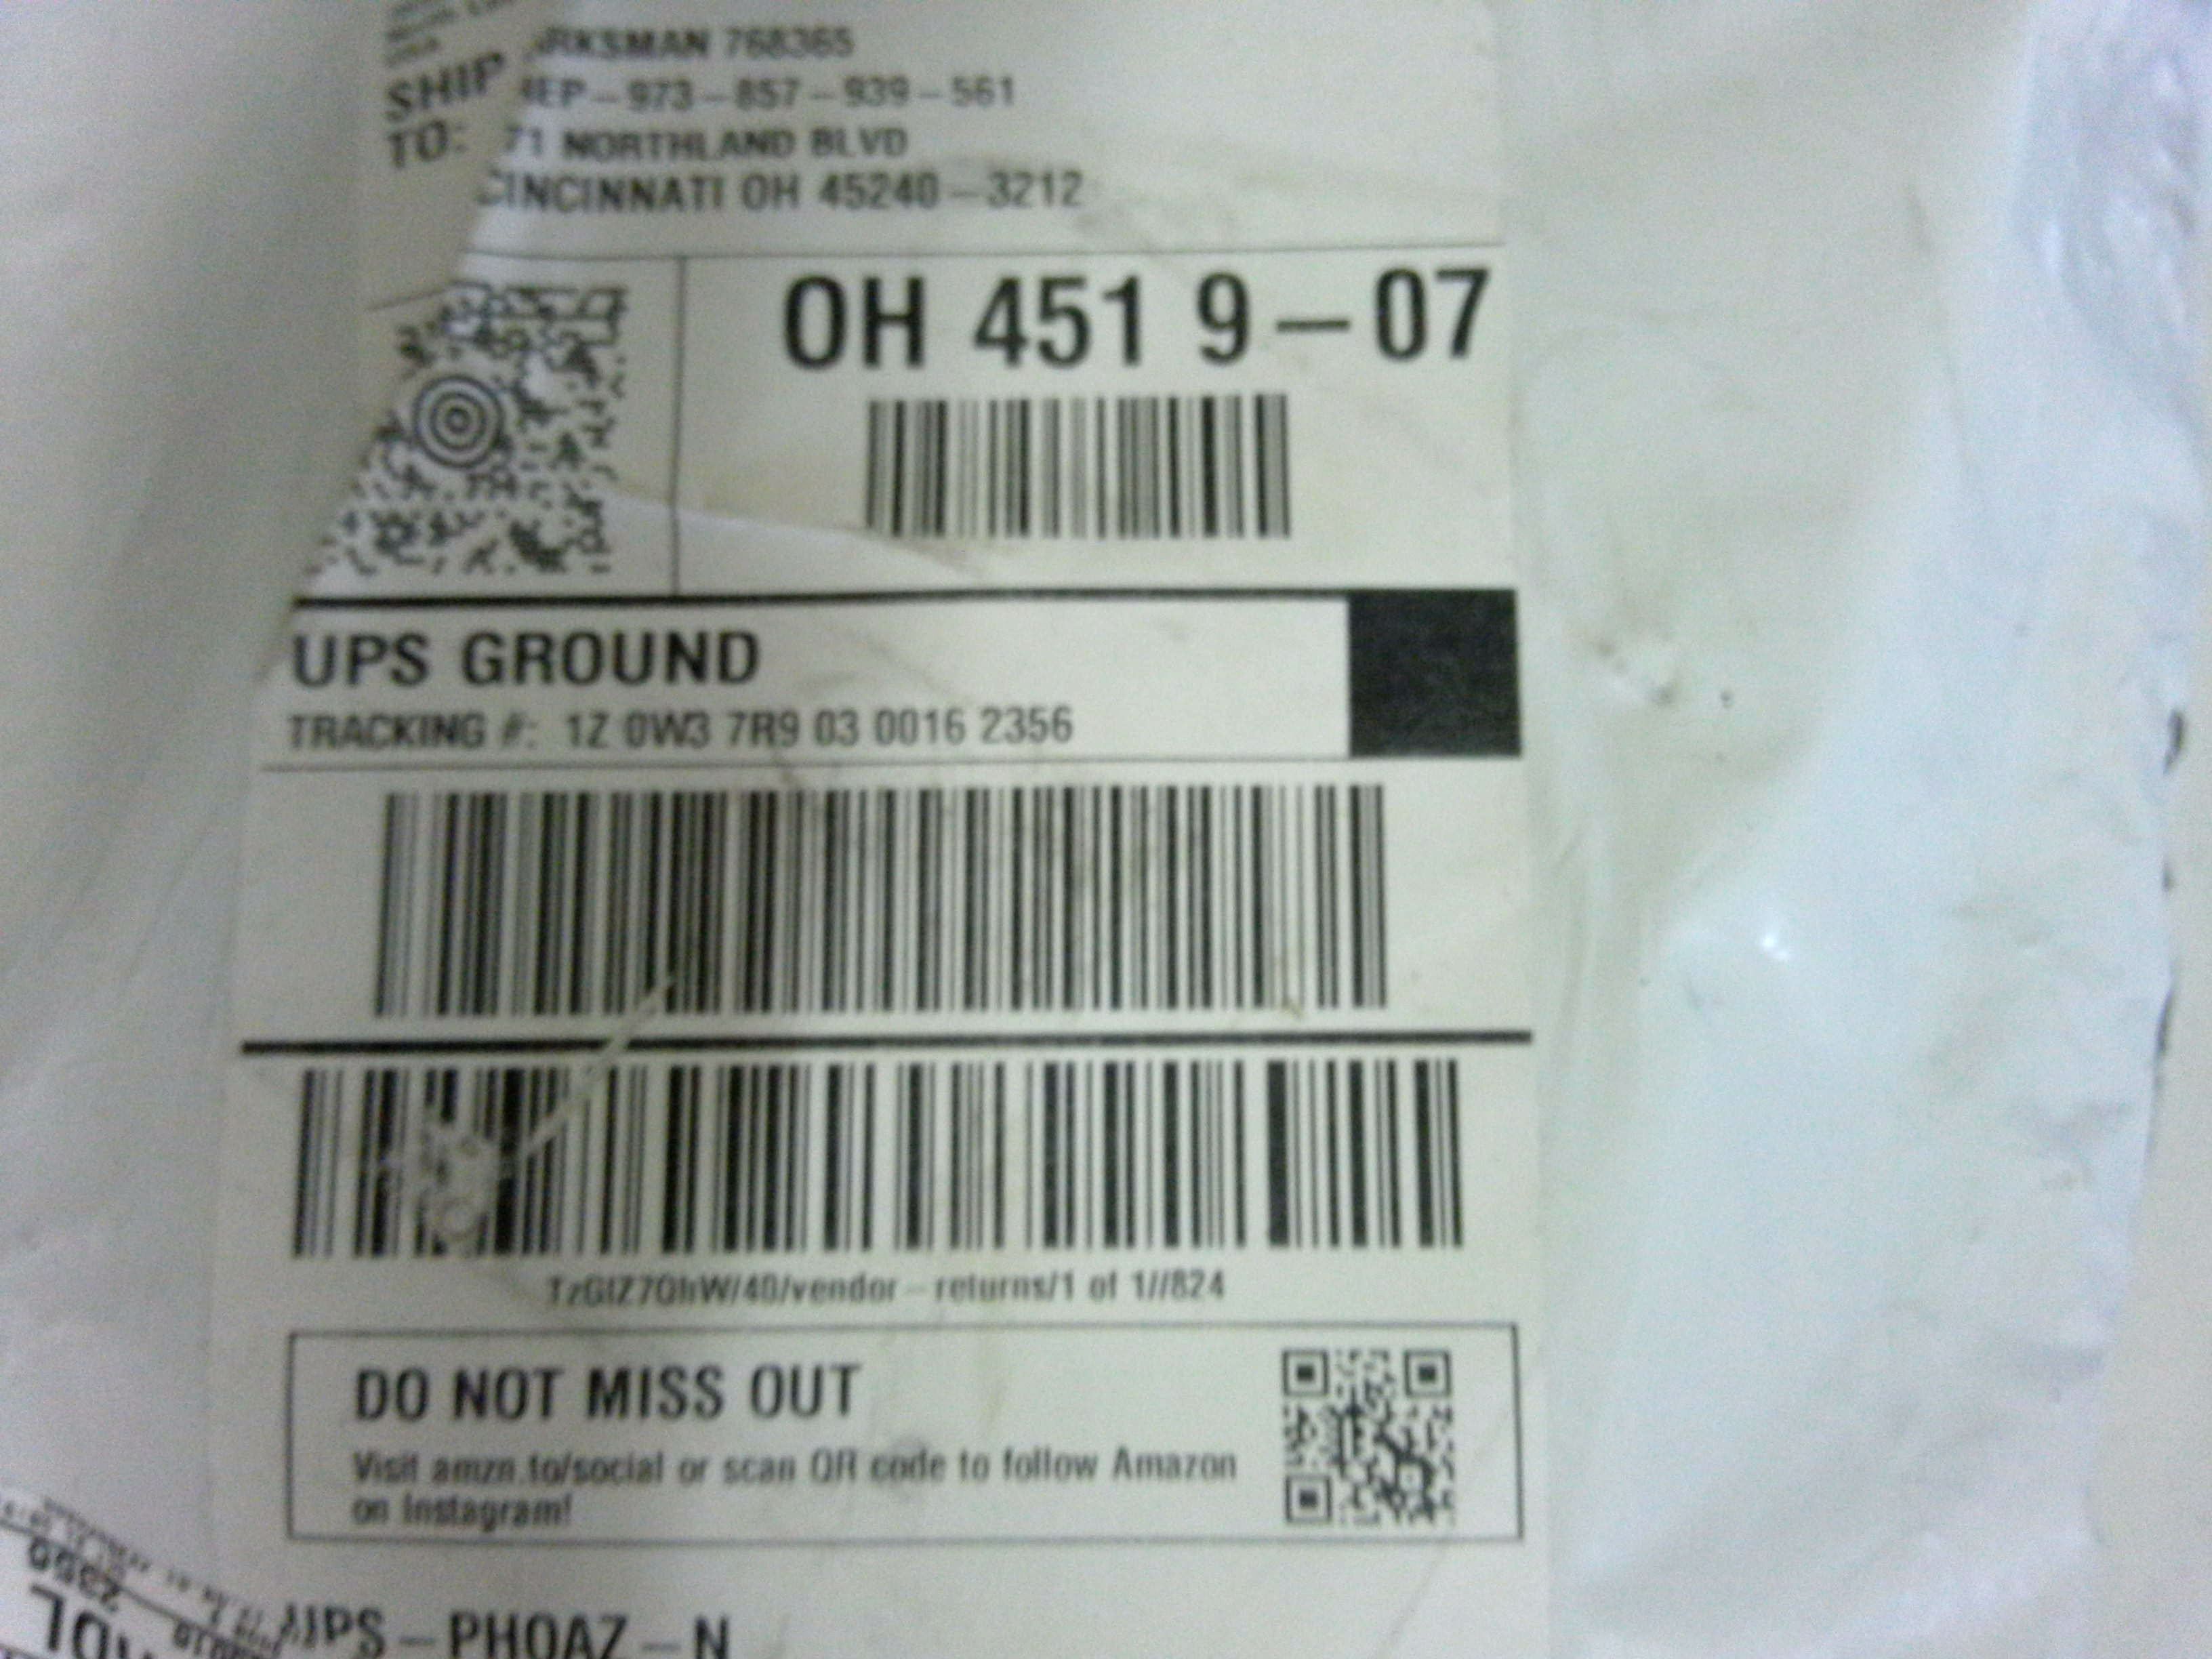 SHIP
TO:
RKSMAN 768365
EP-973-857-939-561
71 NORTHLAND BLVD
CINCINNATI OH 45240-3212
OH 451 9-07
UPS GROUND
TRACKING #: 1Z 0W3 7R9 03 0016 2356
/40/vendor-returns/1 of 1//824
DO NOT MISS OUT
Visit amzn.to/social or scan QR code to follow Amazon
on Instagram!
UPS-PHOAZ-N
2356